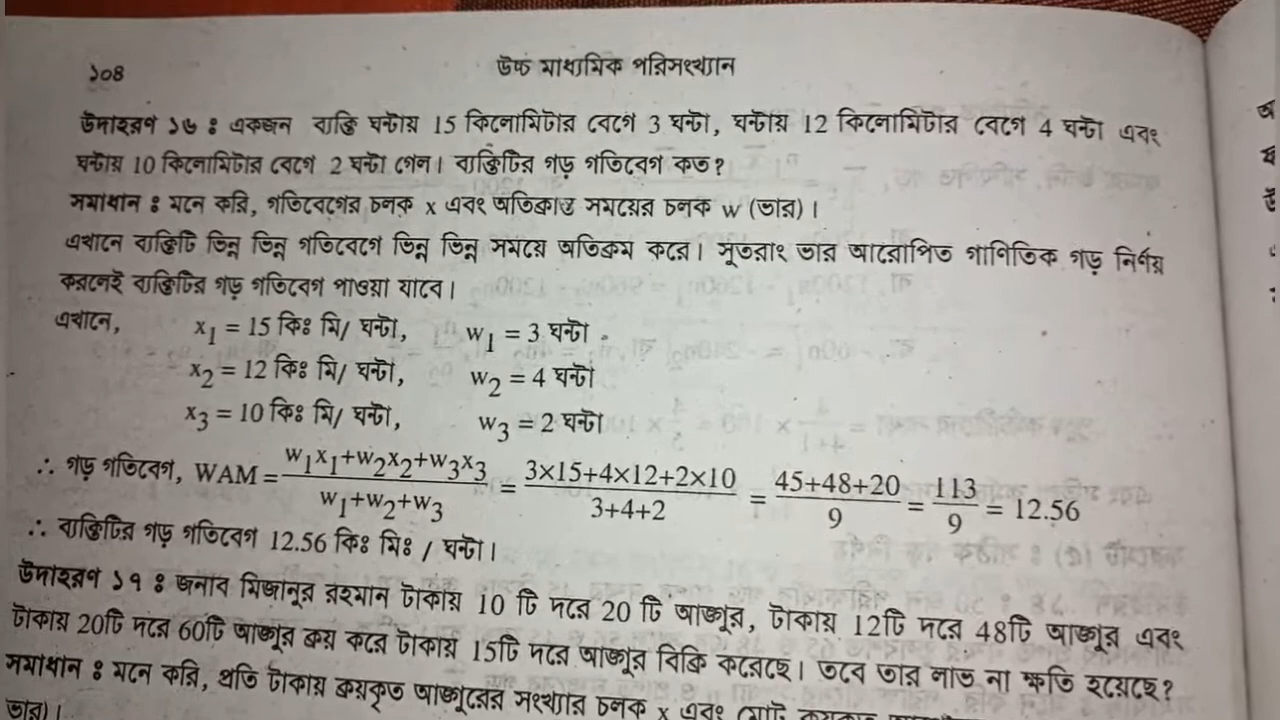 ১০৪
উচ্চ মাধ্যমিক পরিসংখ্যান
উদাহরণ ১৬ ঃ একজন ব্যক্তি ঘন্টায় 15 কিলোমিটার বেগে 3 ঘন্টা, ঘন্টায় 12 কিলোমিটার বেগে 4 ঘন্টা এবং
ঘন্টায় 10 কিলোমিটার বেগে 2 ঘন্টা গেল। ব্যক্তিটির গড় গতিবেগ কত?
সমাধান ঃ মনে করি, গতিবেগের চলক x এবং অতিক্রান্ত সময়ের চলক w (ভার)।
এখানে ব্যক্তিটি ভিন্ন ভিন্ন গতিবেগে ভিন্ন ভিন্ন সময়ে অতিক্রম করে। সুতরাং ভার আরোপিত গাণিতিক গড় নির্ণয়
করলেই ব্যক্তিটির গড় গতিবেগ পাওয়া যাবে।
এখানে, x₁ = 15 কিঃ মি/ ঘন্টা, w₁ = 3 ঘন্টা
x₂ = 12 কিঃ মি/ ঘন্টা, w₂ = 4 ঘন্টা
x₃ = 10 কিঃ মি/ ঘন্টা, w₃ = 2 ঘন্টা
∴ গড় গতিবেগ, WAM = (w₁x₁+w₂x₂+w₃x₃)/(w₁+w₂+w₃) = (3×15+4×12+2×10)/(3+4+2) = (45+48+20)/9 = 113/9 = 12.56
∴ ব্যক্তিটির গড় গতিবেগ 12.56 কিঃ মিঃ / ঘন্টা।
উদাহরণ ১৭ ঃ জনাব মিজানুর রহমান টাকায় 10 টি দরে 20 টি আঙ্গুর, টাকায় 12টি দরে 48টি আঙ্গুর এবং
টাকায় 20টি দরে 60টি আঙ্গুর ক্রয় করে টাকায় 15টি দরে আঙ্গুর বিক্রি করেছে। তবে তার লাভ না ক্ষতি হয়েছে?
সমাধান ঃ মনে করি, প্রতি টাকায় ক্রয়কৃত আঙ্গুরের সংখ্যার চলক x এবং মোট
ভার)।